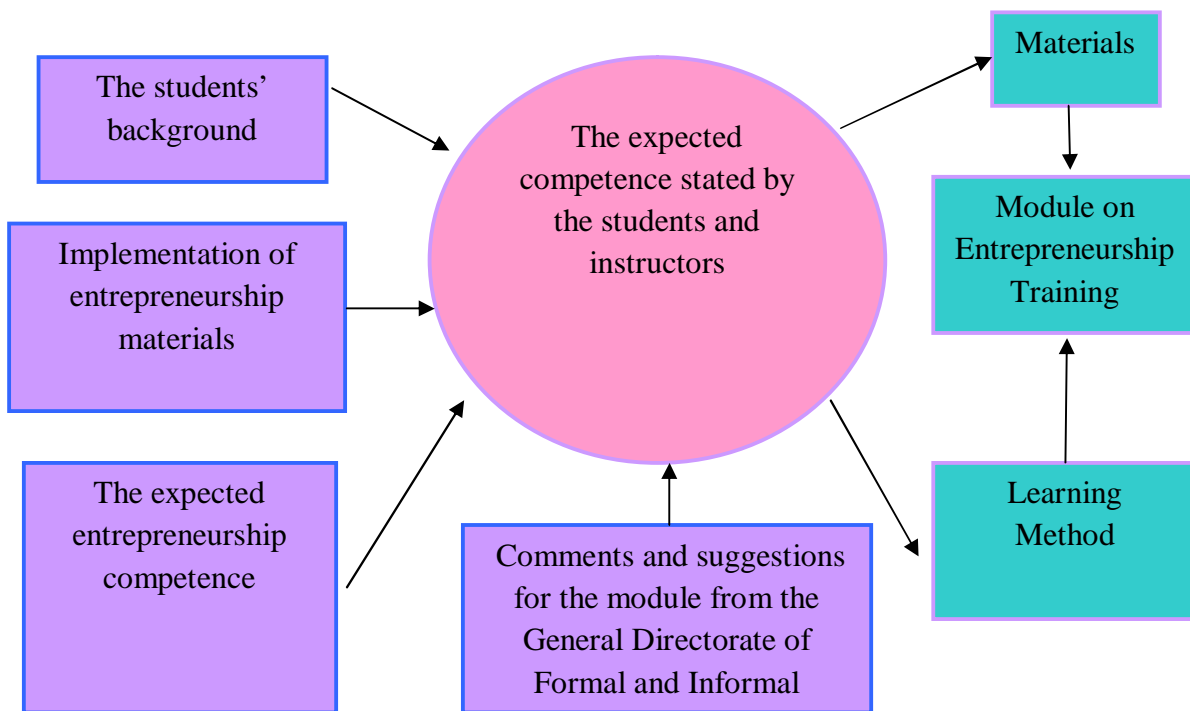 The students’
background
Implementation of
entrepreneurship
materials
The expected
entrepreneurship
competence
The expected
competence stated by
the students and
instructors
Comments and suggestions
for the module from the
General Directorate of
Formal and Informal
Materials
Module on
Entrepreneurship
Training
Learning
Method